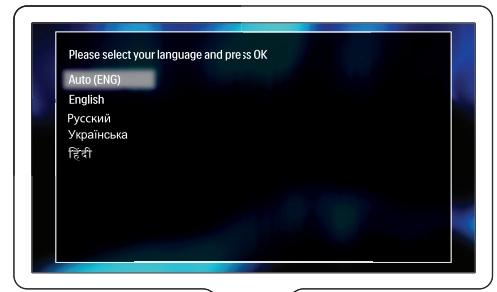 Please select your language and press OK
Auto (ENG)
English
Русский
Українська
हिंदी